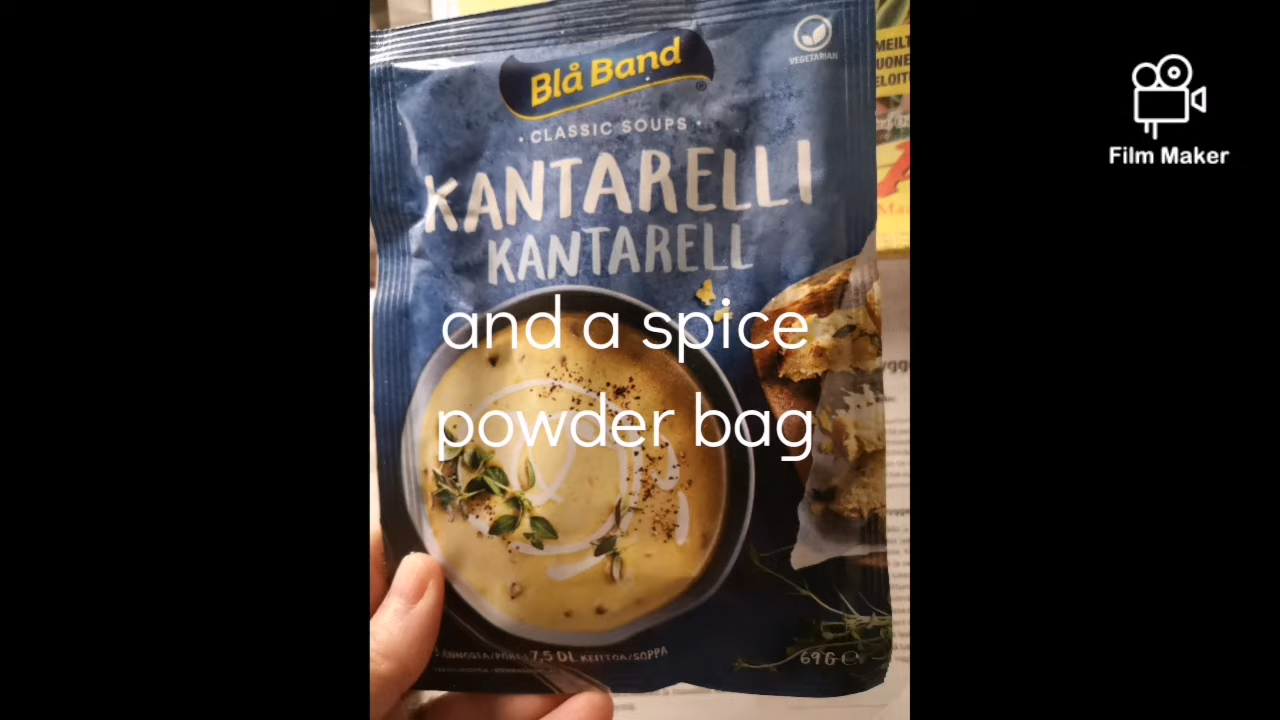 Blå Band
VEGETARIAN
• CLASSIC SOUPS •
KANTARELLI
KANTARELL
and a spice
powder bag
7,5 DL KEITTOA/SOPPA
69G
Film Maker
MEILT